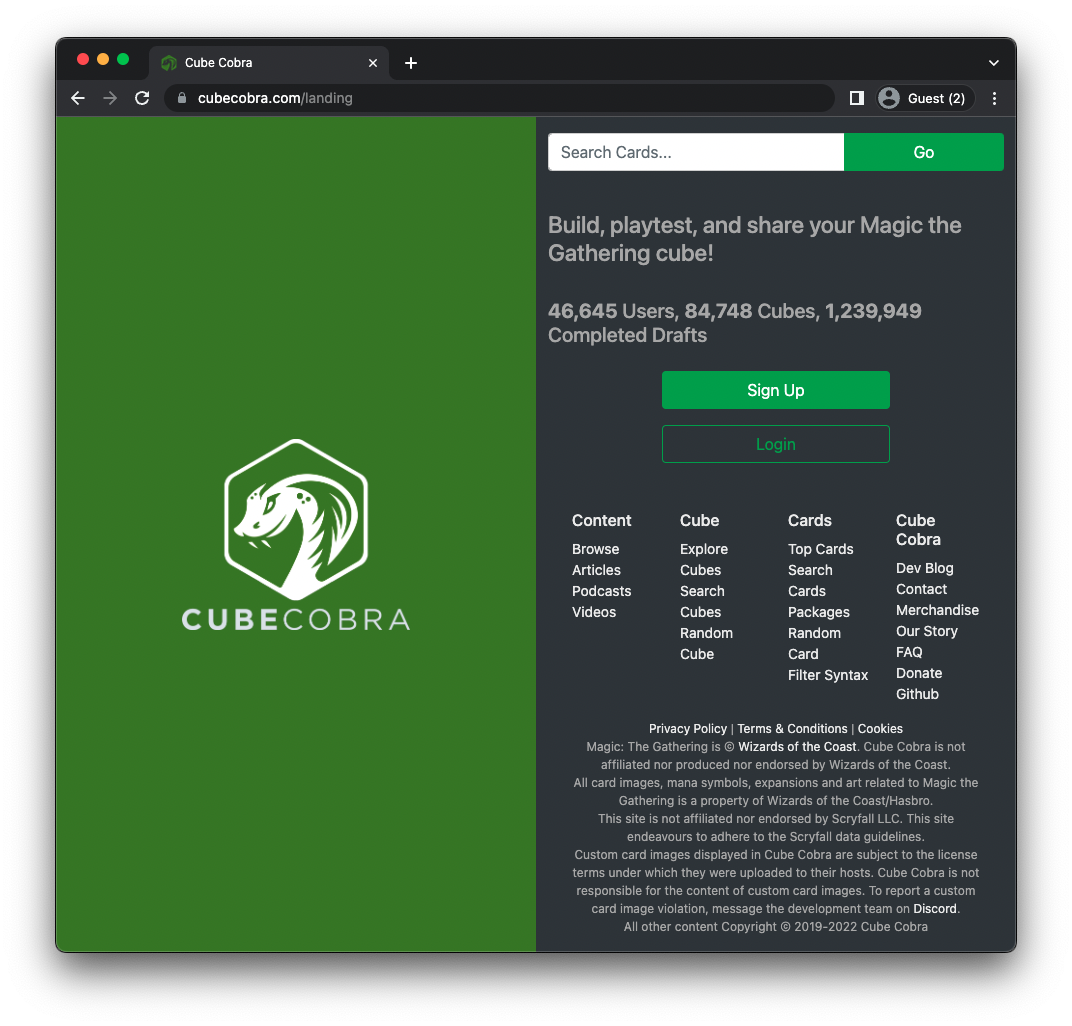 Cube Cobra
cubecobra.com/landing
Guest (2)
CUBECOBRA
Search Cards...
Go
Build, playtest, and share your Magic the
Gathering cube!
46,645 Users, 84,748 Cubes, 1,239,949
Completed Drafts
Sign Up
Login
Content
Browse
Articles
Podcasts
Videos
Cube
Explore
Cubes
Search
Cubes
Random
Cube
Cards
Top Cards
Search
Cards
Packages
Random
Card
Filter Syntax
Cube
Cobra
Dev Blog
Contact
Merchandise
Our Story
FAQ
Donate
Github
Privacy Policy | Terms & Conditions | Cookies
Magic: The Gathering is © Wizards of the Coast. Cube Cobra is not
affiliated nor produced nor endorsed by Wizards of the Coast.
All card images, mana symbols, expansions and art related to Magic the
Gathering is a property of Wizards of the Coast/Hasbro.
This site is not affiliated nor endorsed by Scryfall LLC. This site
endeavours to adhere to the Scryfall data guidelines.
Custom card images displayed in Cube Cobra are subject to the license
terms under which they were uploaded to their hosts. Cube Cobra is not
responsible for the content of custom card images. To report a custom
card image violation, message the development team on Discord.
All other content Copyright © 2019-2022 Cube Cobra